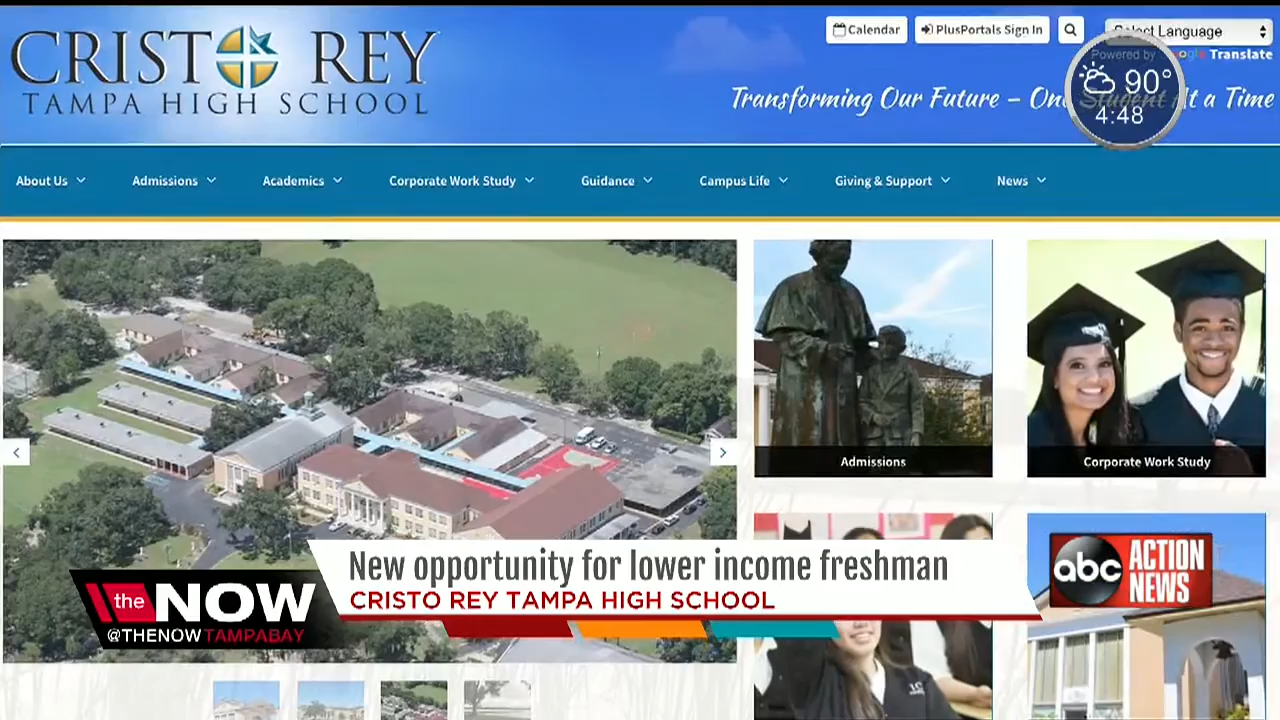 CRISTO REY
TAMPA HIGH SCHOOL
Calendar
PlusPortals Sign In
Select Language
Powered by Google Translate
Transforming Our Future – One Student At a Time
90°
4:48
About Us
Admissions
Academics
Corporate Work Study
Guidance
Campus Life
Giving & Support
News
Admissions
Corporate Work Study
New opportunity for lower income freshman
CRISTO REY TAMPA HIGH SCHOOL
the NOW
@THENOWTAMPABAY
abc ACTION
NEWS